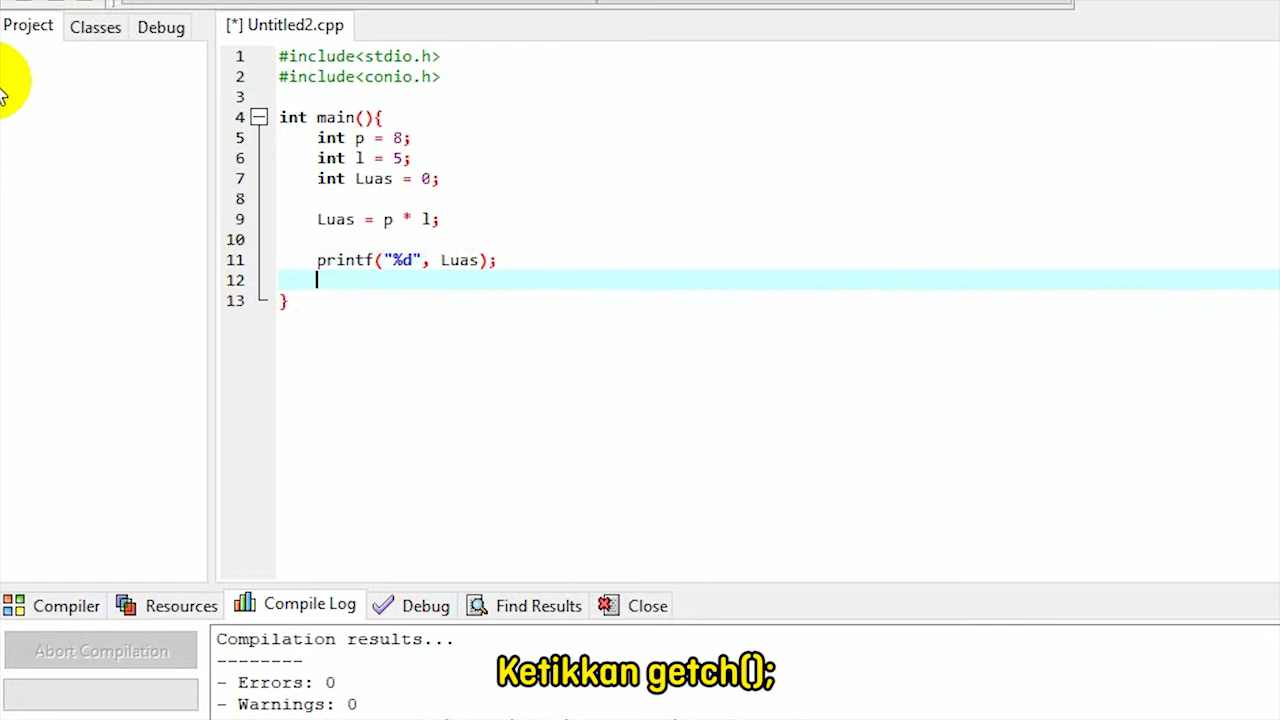 Project
Classes
Debug
[*] Untitled2.cpp
1 #include<stdio.h>
2 #include<conio.h>
3
4 int main(){
5 int p = 8;
6 int l = 5;
7 int Luas = 0;
8
9 Luas = p * l;
10
11 printf("%d", Luas);
12
13 }
Compiler
Resources
Compile Log
Debug
Find Results
Close
Abort Compilation
Compilation results...
--------
- Errors: 0
- Warnings: 0
Ketikkan getch();